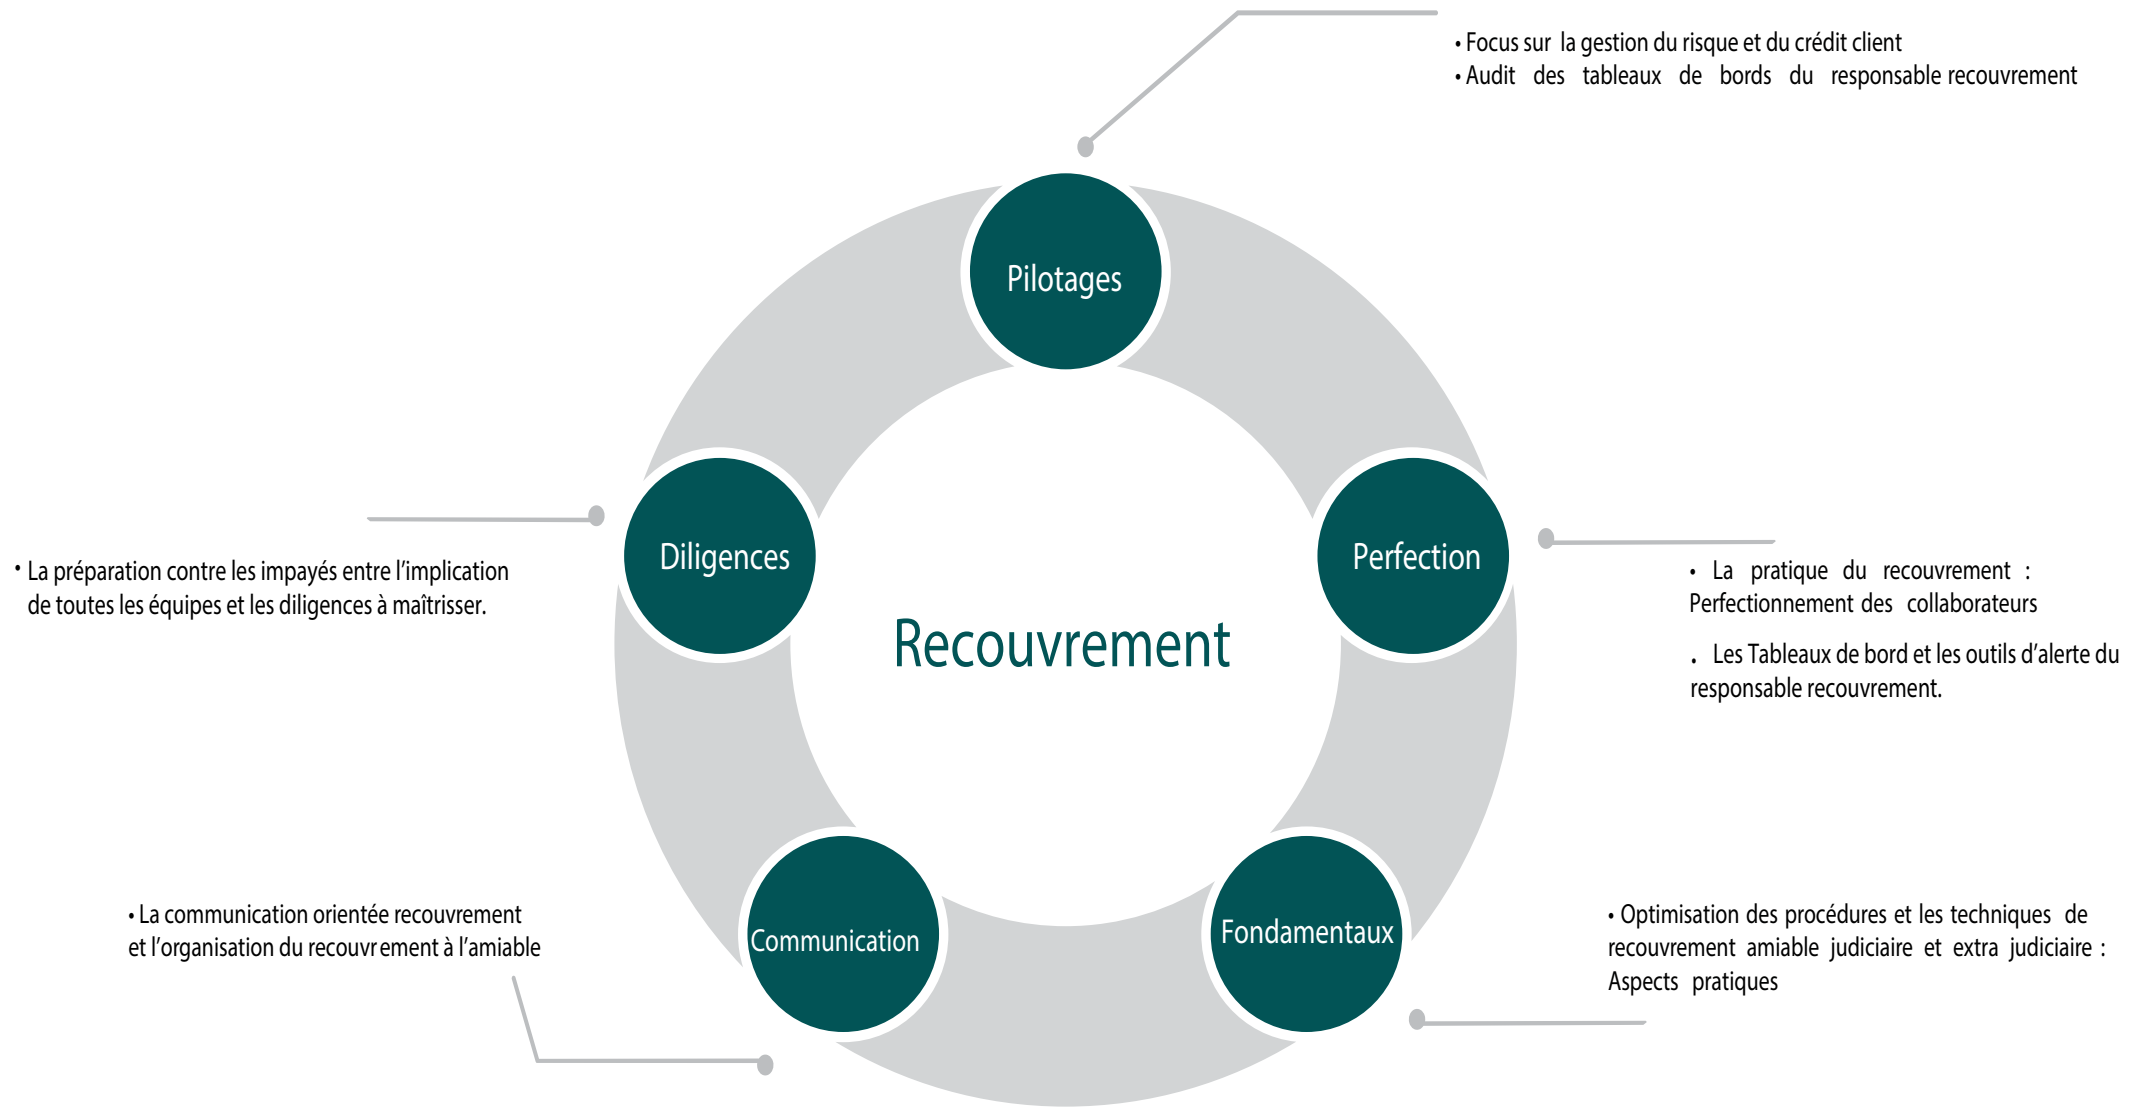 • Focus sur la gestion du risque et du crédit client
• Audit des tableaux de bords du responsable recouvrement
Pilotages
Diligences
• La préparation contre les impayés entre l’implication
de toutes les équipes et les diligences à maîtrisser.
Recouvrement
Perfection
• La pratique du recouvrement :
Perfectionnement des collaborateurs
. Les Tableaux de bord et les outils d’alerte du
responsable recouvrement.
Communication
• La communication orientée recouvrement
et l’organisation du recouvrement à l’amiable
Fondamentaux
• Optimisation des procédures et les techniques de
recouvrement amiable judiciaire et extra judiciaire :
Aspects pratiques